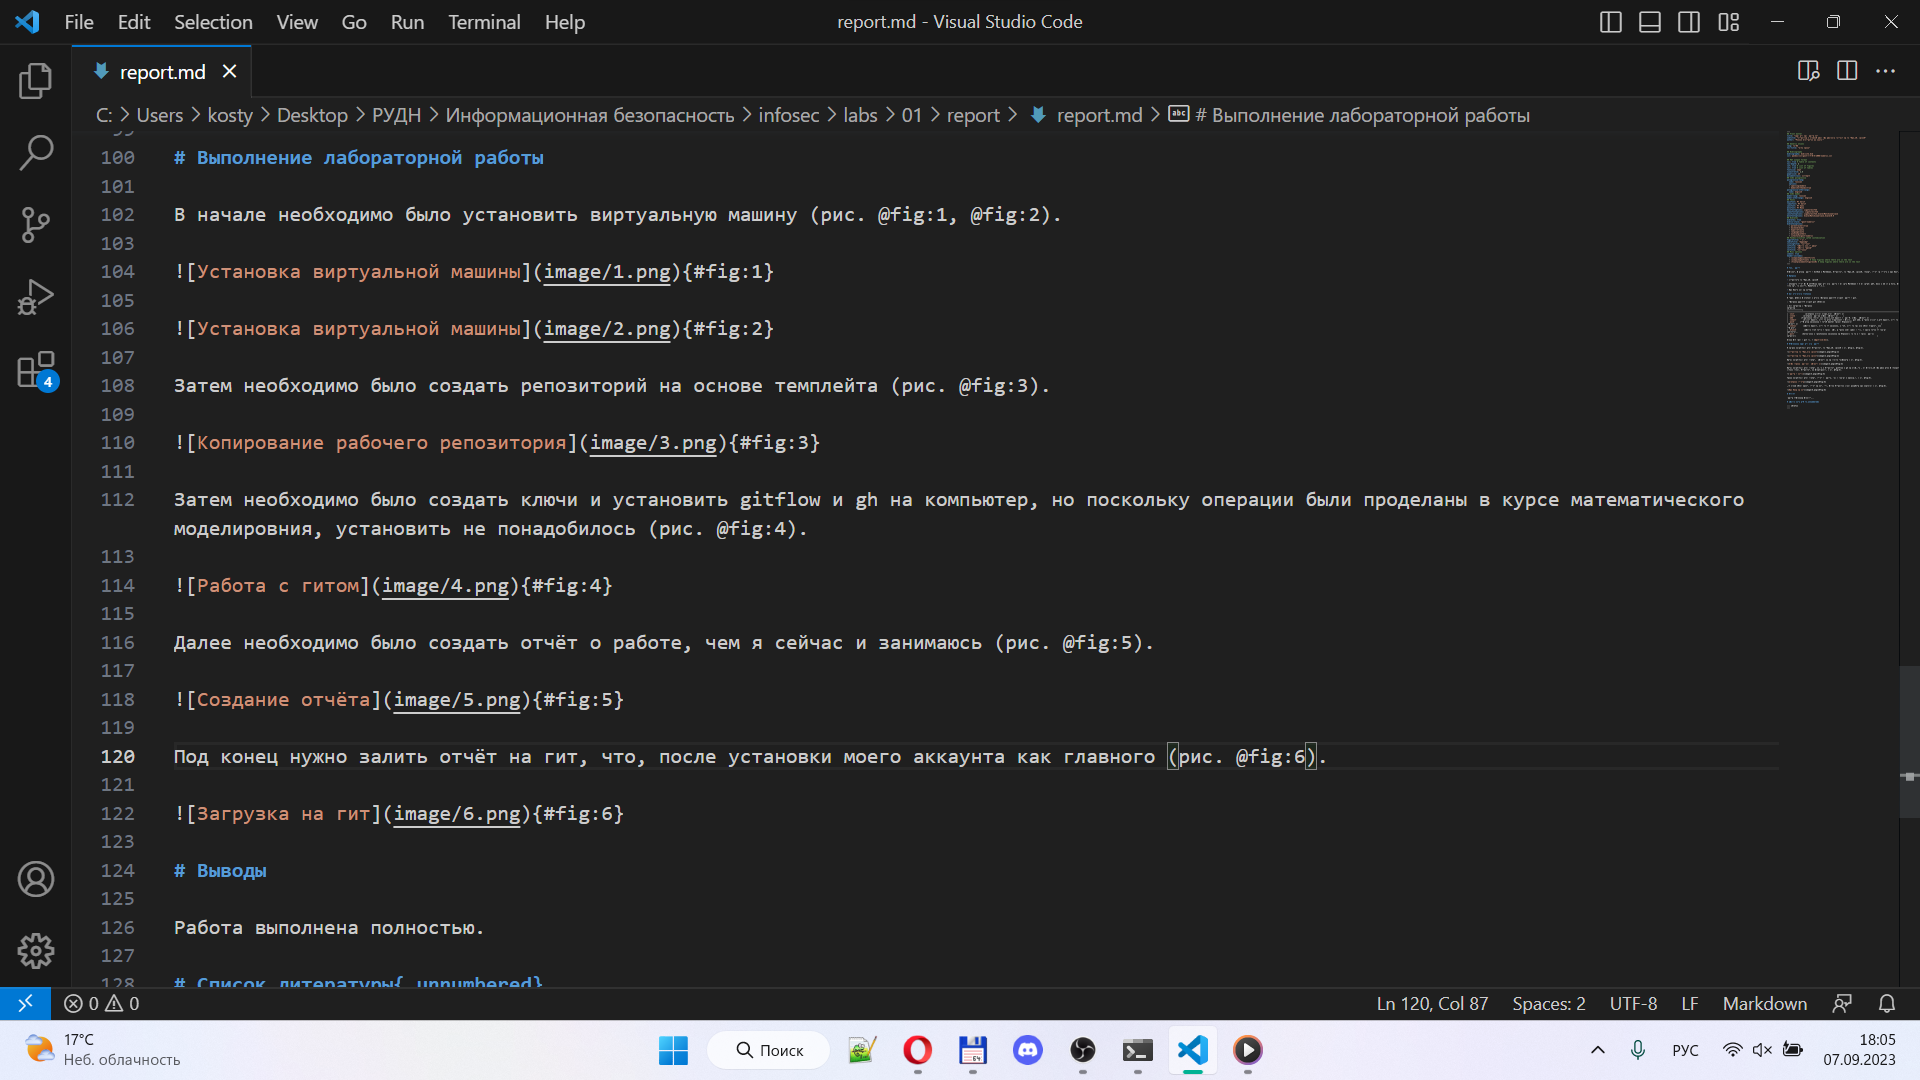 File Edit Selection View Go Run Terminal Help
report.md - Visual Studio Code
report.md
C: > Users > kosty > Desktop > РУДН > Информационная безопасность > infosec > labs > 01 > report > report.md > # Выполнение лабораторной работы
99
100 # Выполнение лабораторной работы
101
102 В начале необходимо было установить виртуальную машину (рис. @fig:1, @fig:2).
103
104 ![Установка виртуальной машины](image/1.png){#fig:1}
105
106 ![Установка виртуальной машины](image/2.png){#fig:2}
107
108 Затем необходимо было создать репозиторий на основе темплейта (рис. @fig:3).
109
110 ![Копирование рабочего репозитория](image/3.png){#fig:3}
111
112 Затем необходимо было создать ключи и установить gitflow и gh на компьютер, но поскольку операции были проделаны в курсе математического
моделировния, установить не понадобилось (рис. @fig:4).
113
114 ![Работа с гитом](image/4.png){#fig:4}
115
116 Далее необходимо было создать отчёт о работе, чем я сейчас и занимаюсь (рис. @fig:5).
117
118 ![Создание отчёта](image/5.png){#fig:5}
119
120 Под конец нужно залить отчёт на гит, что, после установки моего аккаунта как главного (рис. @fig:6).
121
122 ![Загрузка на гит](image/6.png){#fig:6}
123
124 # Выводы
125
126 Работа выполнена полностью.
127
128 # Список литературы{.unnumbered}
4
0 0
Ln 120, Col 87 Spaces: 2 UTF-8 LF Markdown
17°C
Неб. облачность
Поиск
64
РУС
18:05
07.09.2023